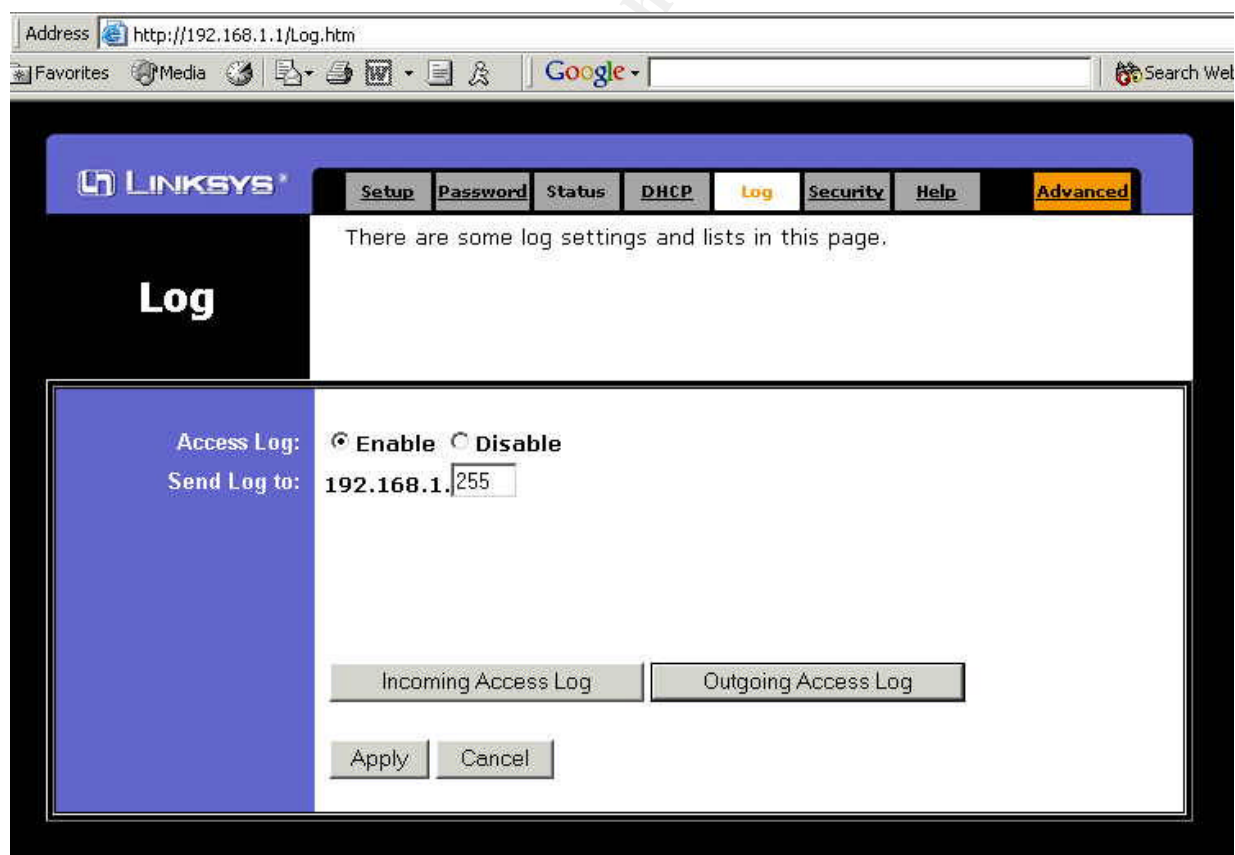 Address http://192.168.1.1/Log.htm
Favorites Media Google Search Web
LINKSYS®
Setup Password Status DHCP Log Security Help Advanced
There are some log settings and lists in this page.
Log
Access Log: Enable Disable
Send Log to: 192.168.1.255
Incoming Access Log Outgoing Access Log
Apply Cancel